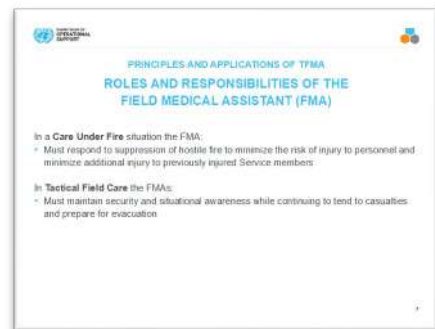 OPERATIONAL
SUPPORT
PRINCIPLES AND APPLICATIONS OF TFMA
ROLES AND RESPONSIBILITIES OF THE
FIELD MEDICAL ASSISTANT (FMA)
In a Care Under Fire situation the FMA:
• Must respond to suppression of hostile fire to minimize the risk of injury to personnel and
minimize additional injury to previously injured Service members
In Tactical Field Care the FMAs:
• Must maintain security and situational awareness while continuing to tend to casualties
and prepare for evacuation